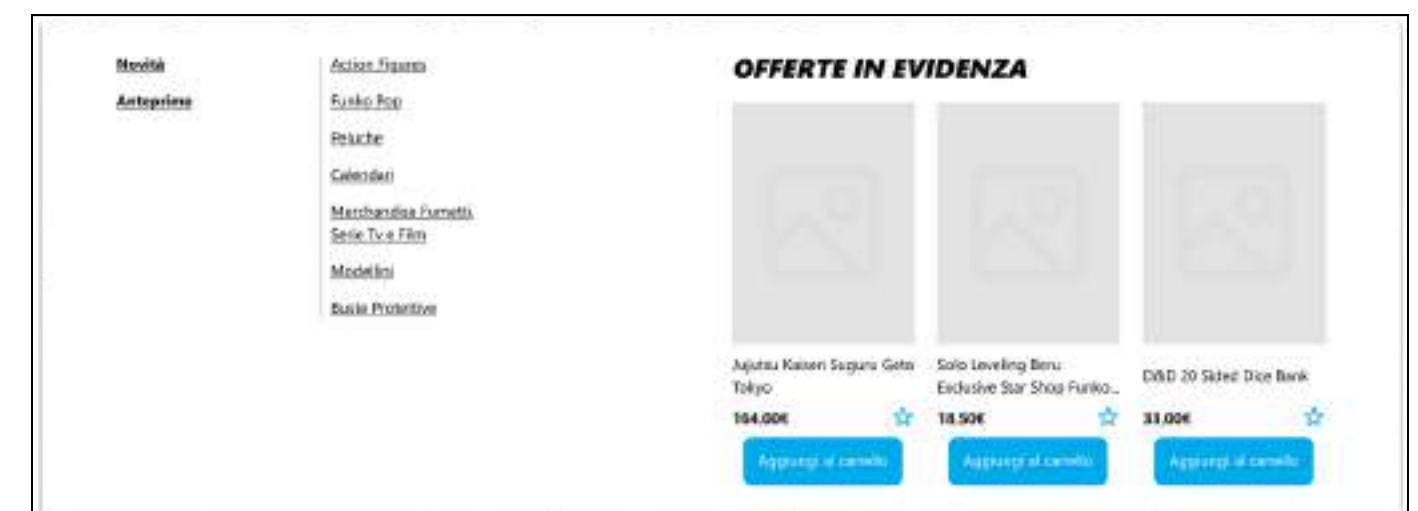 Novità
Anteprime
Action Figures
Funko Pop
Peluche
Calendari
Merchandise Fumetti,
Serie Tv e Film
Modellini
Buste Protettive
OFFERTE IN EVIDENZA
Jujutsu Kaisen Suguru Geto
Tokyo
164,00€
Aggiungi al carrello
Solo Leveling Beru
Exclusive Star Shop Funko...
18,50€
Aggiungi al carrello
D&D 20 Sided Dice Bank
33,00€
Aggiungi al carrello